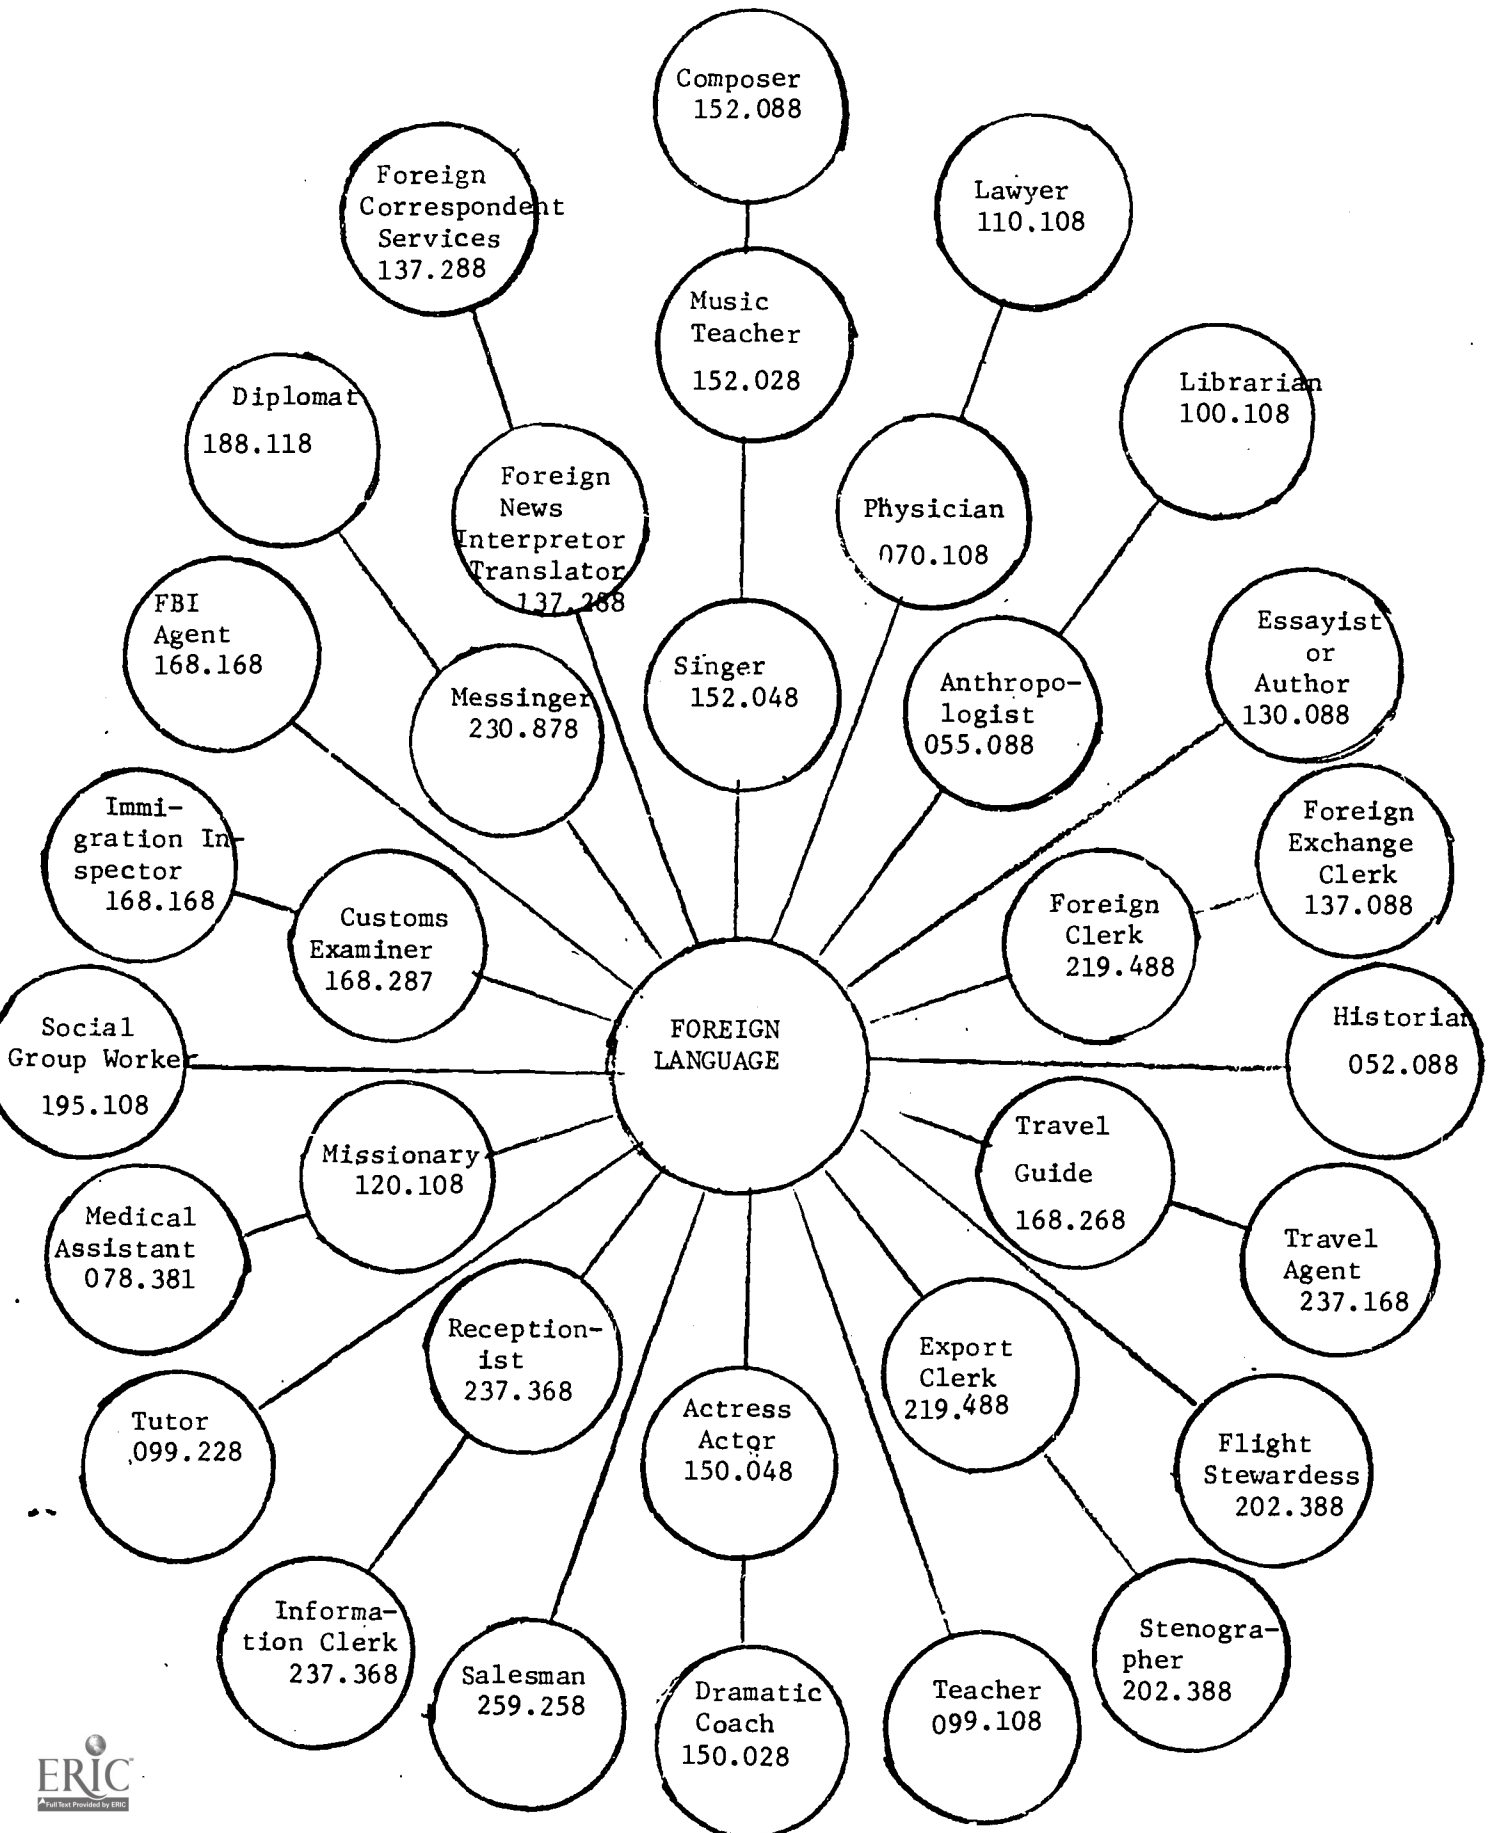 Composer
152.088
Foreign
Correspondent
Services
137.288
Lawyer
110.108
Music
Teacher
152.028
Diplomat
188.118
Librarian
100.108
Foreign
News
Interpretor
Translator
137.288
Physician
070.108
FBI
Agent
168.168
Messinger
230.878
Singer
152.048
Anthropo-
logist
055.088
Essayist
or
Author
130.088
Immi-
gration In-
spector
168.168
Customs
Examiner
168.287
Foreign
Clerk
219.488
Foreign
Exchange
Clerk
137.088
Social
Group Worker
195.108
FOREIGN
LANGUAGE
Historian
052.088
Missionary
120.108
Travel
Guide
168.268
Medical
Assistant
078.381
Travel
Agent
237.168
Reception-
ist
237.368
Export
Clerk
219.488
Tutor
099.228
Actress
Actor
150.048
Flight
Stewardess
202.388
Informa-
tion Clerk
237.368
Salesman
259.258
Dramatic
Coach
150.028
Teacher
099.108
Stenogra-
pher
202.388
ERIC
Full Text Provided by ERIC